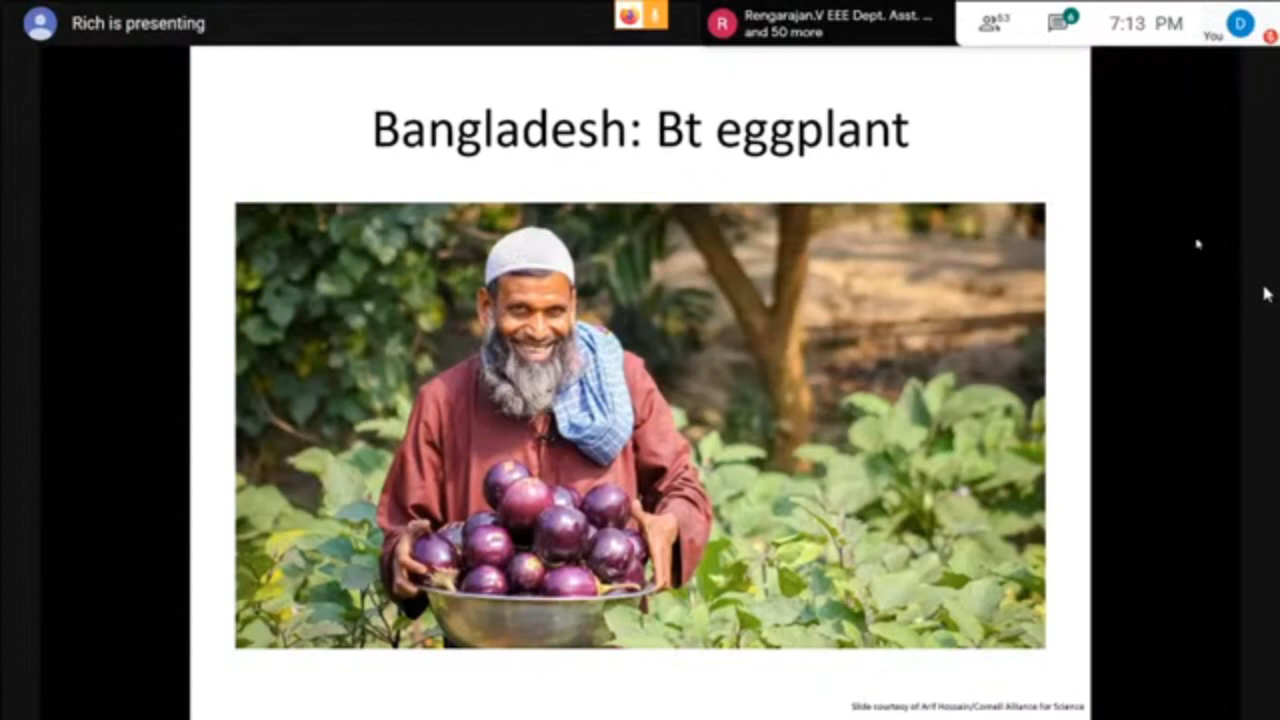 Rich is presenting
R
Rengarajan.V EEE Dept. Asst. ...
and 50 more
53
6
7:13 PM
You
D
Bangladesh: Bt eggplant
Slide courtesy of Arif Hossain/Cornell Alliance for Science